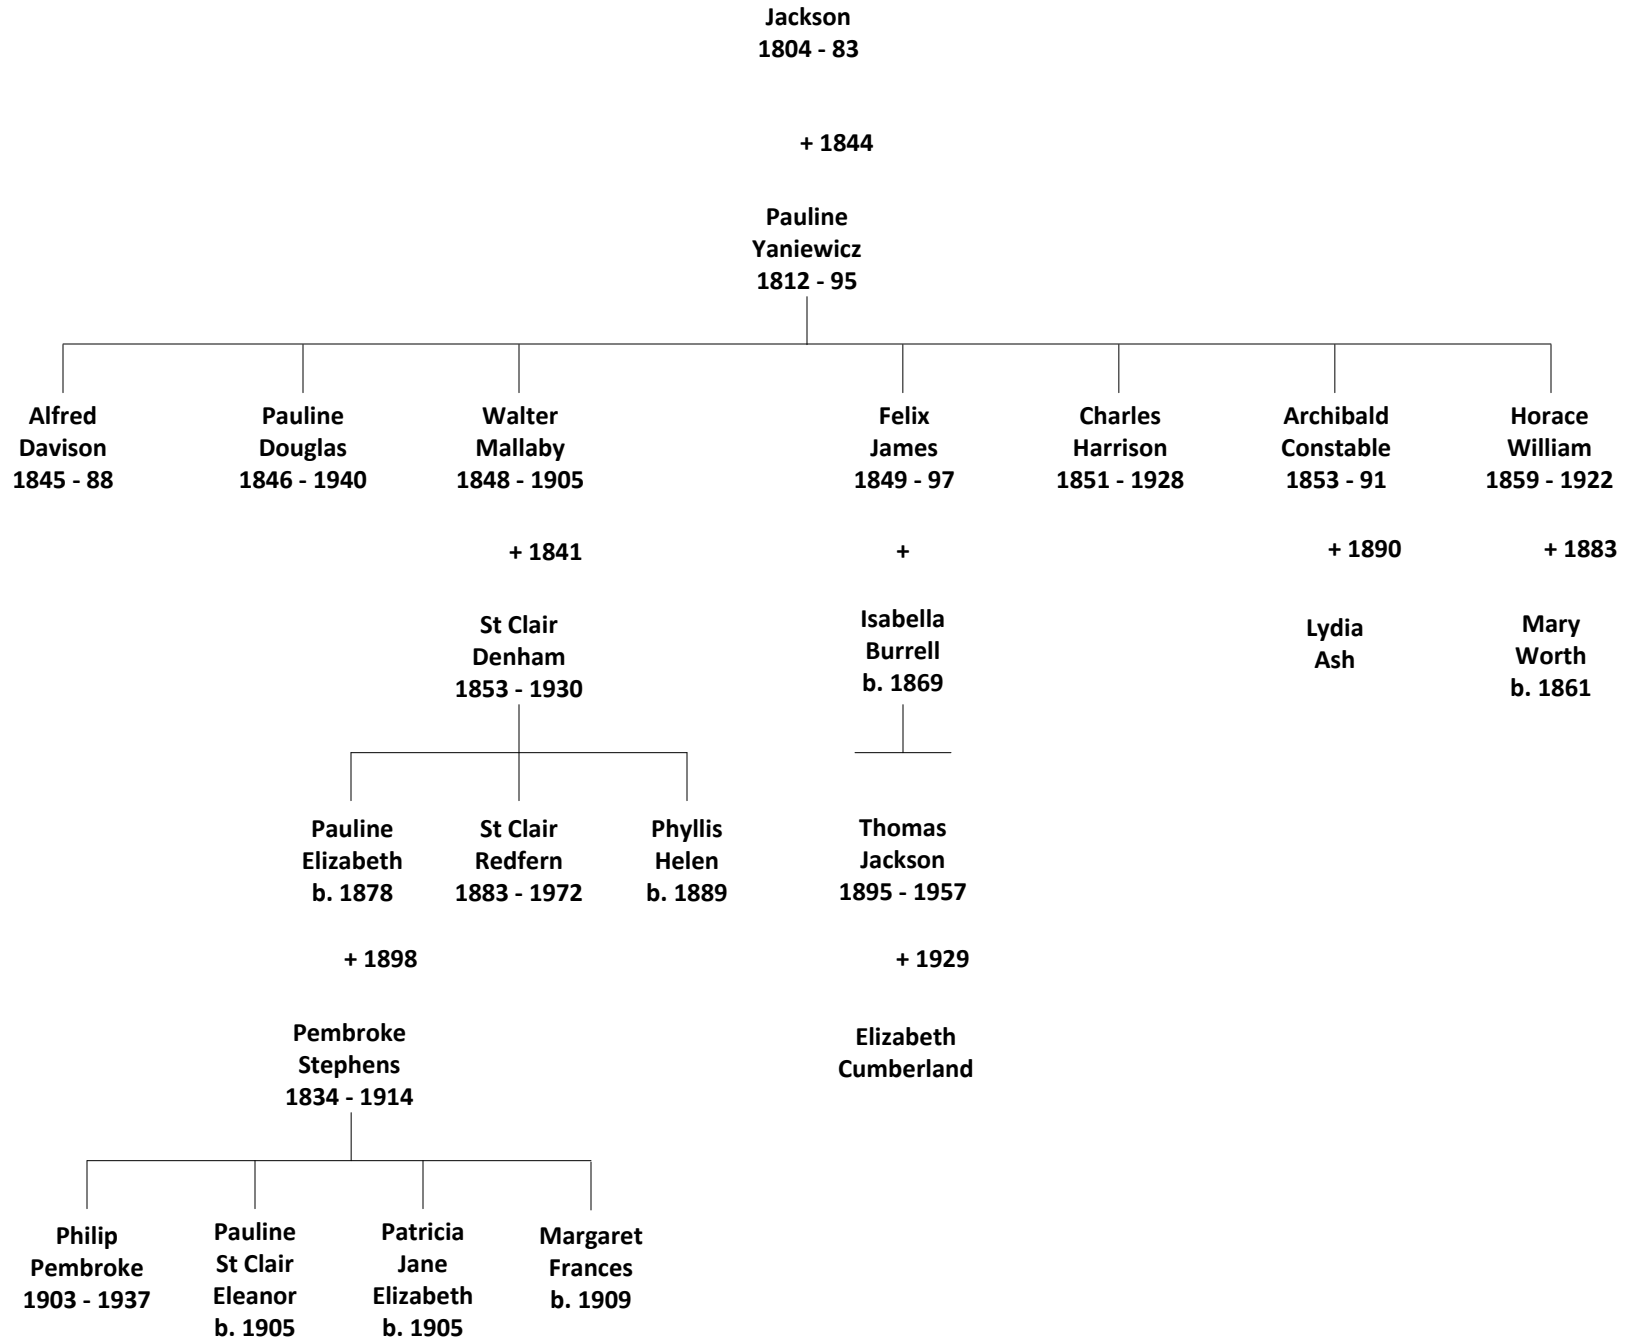 Jackson
1804 - 83
+ 1844
Pauline
Yaniewicz
1812 - 95
Alfred
Davison
1845 - 88
Pauline
Douglas
1846 - 1940
Walter
Mallaby
1848 - 1905
Felix
James
1849 - 97
Charles
Harrison
1851 - 1928
Archibald
Constable
1853 - 91
Horace
William
1859 - 1922
+ 1841
+
+ 1890
+ 1883
St Clair
Denham
1853 - 1930
Isabella
Burrell
b. 1869
Lydia
Ash
Mary
Worth
b. 1861
Pauline
Elizabeth
b. 1878
St Clair
Redfern
1883 - 1972
Phyllis
Helen
b. 1889
Thomas
Jackson
1895 - 1957
+ 1898
+ 1929
Pembroke
Stephens
1834 - 1914
Elizabeth
Cumberland
Philip
Pembroke
1903 - 1937
Pauline
St Clair
Eleanor
b. 1905
Patricia
Jane
Elizabeth
b. 1905
Margaret
Frances
b. 1909